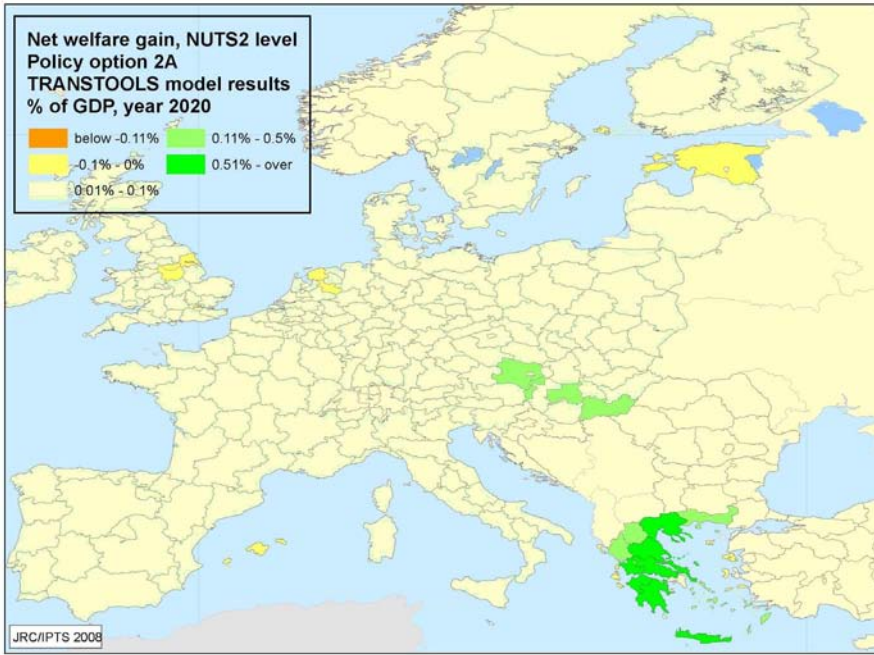 Net welfare gain, NUTS2 level
Policy option 2A
TRANSTOOLS model results
% of GDP, year 2020
below -0.11%
0.11% - 0.5%
-0.1% - 0%
0.51% - over
0.01% - 0.1%
JRC/IPTS 2008